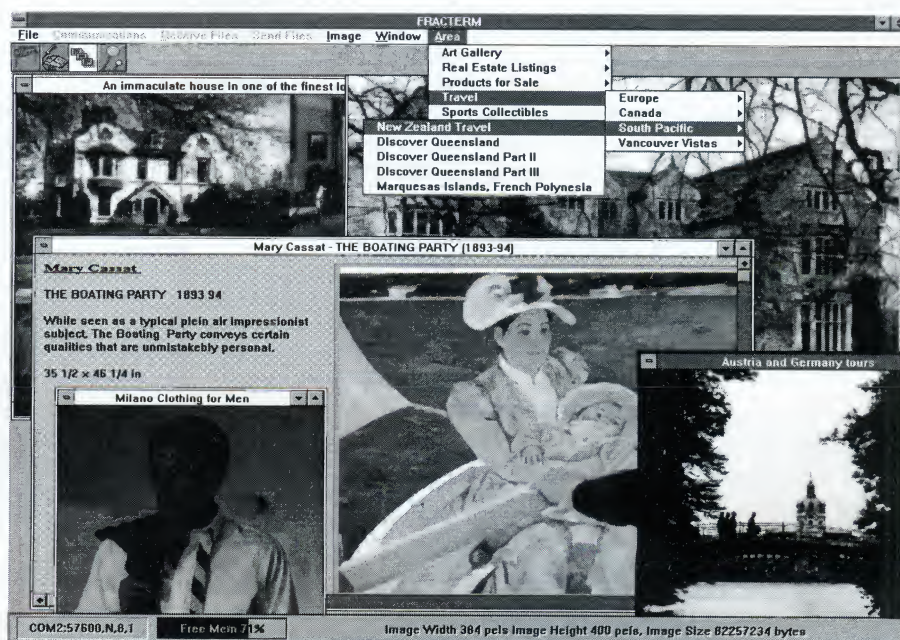 FRACTERM
File Communications Receive Files Send Files Image Window Area
Art Gallery
Real Estate Listings
Products for Sale
Travel
Sports Collectibles
Europe
Canada
South Pacific
Vancouver Vistas
New Zealand Travel
Discover Queensland
Discover Queensland Part II
Discover Queensland Part III
Marquesas Islands, French Polynesia
An immaculate house in one of the finest lo
Mary Cassat - THE BOATING PARTY (1893-94)
Mary Cassat
THE BOATING PARTY 1893 94
While seen as a typical plein air impressionist
subject, The Boating Party conveys certain
qualities that are unmistakebly personal.
35 1/2 x 46 1/4 in
Milano Clothing for Men
Austria and Germany tours
COM2:57600,N,8,1
Free Mem 71%
Image Width 384 pels Image Height 400 pels, Image Size 82257234 bytes